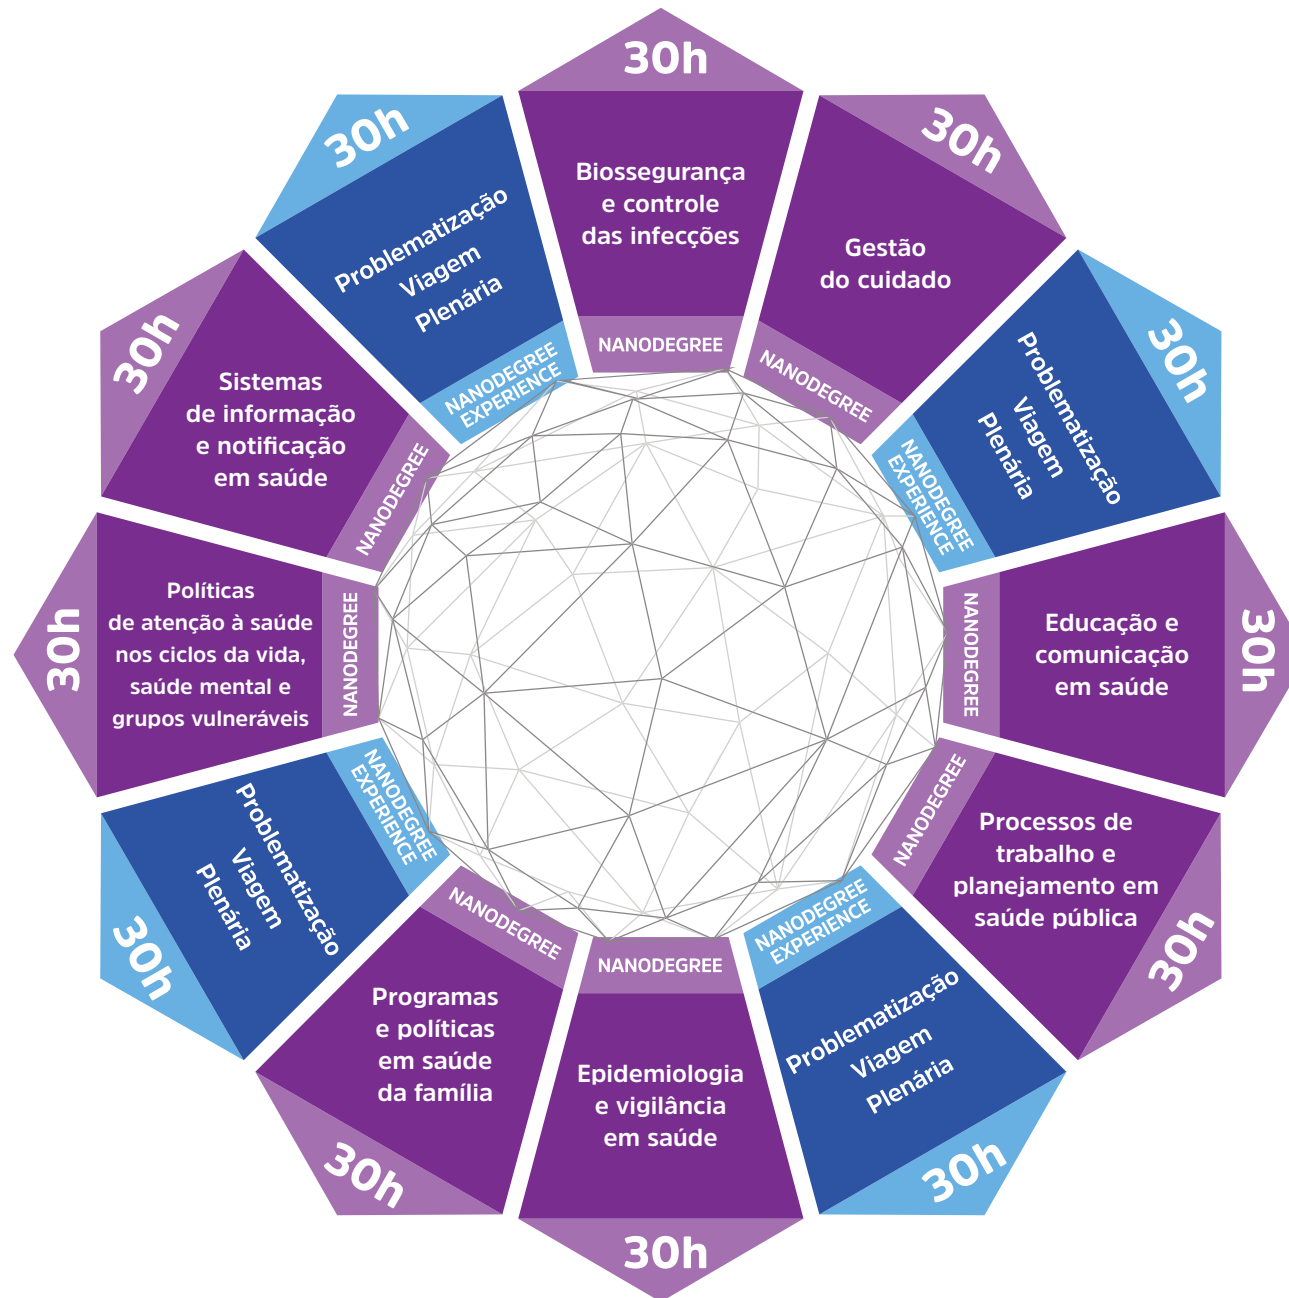 30h
Biossegurança
e controle
das infecções
NANODEGREE
30h
Gestão
do cuidado
NANODEGREE
30h
Problematização
Viagem
Plenária
NANODEGREE
EXPERIENCE
30h
Educação e
comunicação
em saúde
NANODEGREE
30h
Processos de
trabalho e
planejamento em
saúde pública
NANODEGREE
30h
Problematização
Viagem
Plenária
NANODEGREE
EXPERIENCE
30h
Epidemiologia
e vigilância
em saúde
NANODEGREE
30h
Programas
e políticas
em saúde
da família
NANODEGREE
30h
Problematização
Viagem
Plenária
NANODEGREE
EXPERIENCE
30h
Políticas
de atenção à saúde
nos ciclos da vida,
saúde mental e
grupos vulneráveis
NANODEGREE
30h
Sistemas
de informação
e notificação
em saúde
NANODEGREE
30h
Problematização
Viagem
Plenária
NANODEGREE
EXPERIENCE